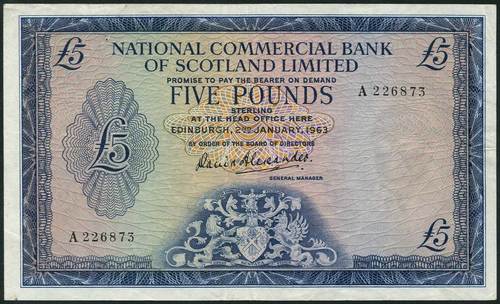 £5 £5
NATIONAL COMMERCIAL BANK
OF SCOTLAND LIMITED
PROMISE TO PAY THE BEARER ON DEMAND
FIVE POUNDS A 226873
STERLING
AT THE HEAD OFFICE HERE
EDINBURGH, 2ND JANUARY, 1963
BY ORDER OF THE BOARD OF DIRECTORS
£5
David Alexander.
GENERAL MANAGER
A 226873 £5